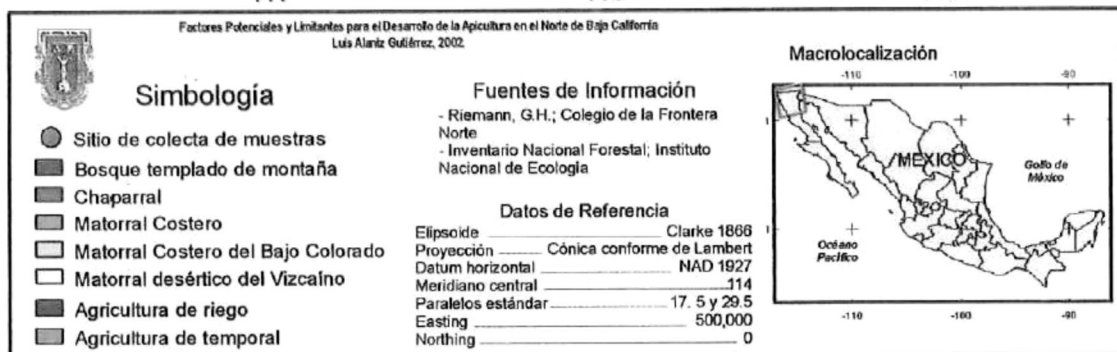 Factores Potenciales y Limitantes para el Desarrollo de la Apicultura en el Norte de Baja California
Luis Alaniz Gutiérrez, 2002
Simbología
Sitio de colecta de muestras
Bosque templado de montaña
Chaparral
Matorral Costero
Matorral Costero del Bajo Colorado
Matorral desértico del Vizcaíno
Agricultura de riego
Agricultura de temporal
Fuentes de Información
- Riemann, G.H.; Colegio de la Frontera
Norte
- Inventario Nacional Forestal; Instituto
Nacional de Ecología
Datos de Referencia
Elipsoide Clarke 1866
Proyección Cónica conforme de Lambert
Datum horizontal NAD 1927
Meridiano central 114
Paralelos estándar 17. 5 y 29.5
Easting 500,000
Northing 0
Macrolocalización
-110 -100 -90
MEXICO
Golfo de
México
Océano
Pacífico
-110 -100 -90